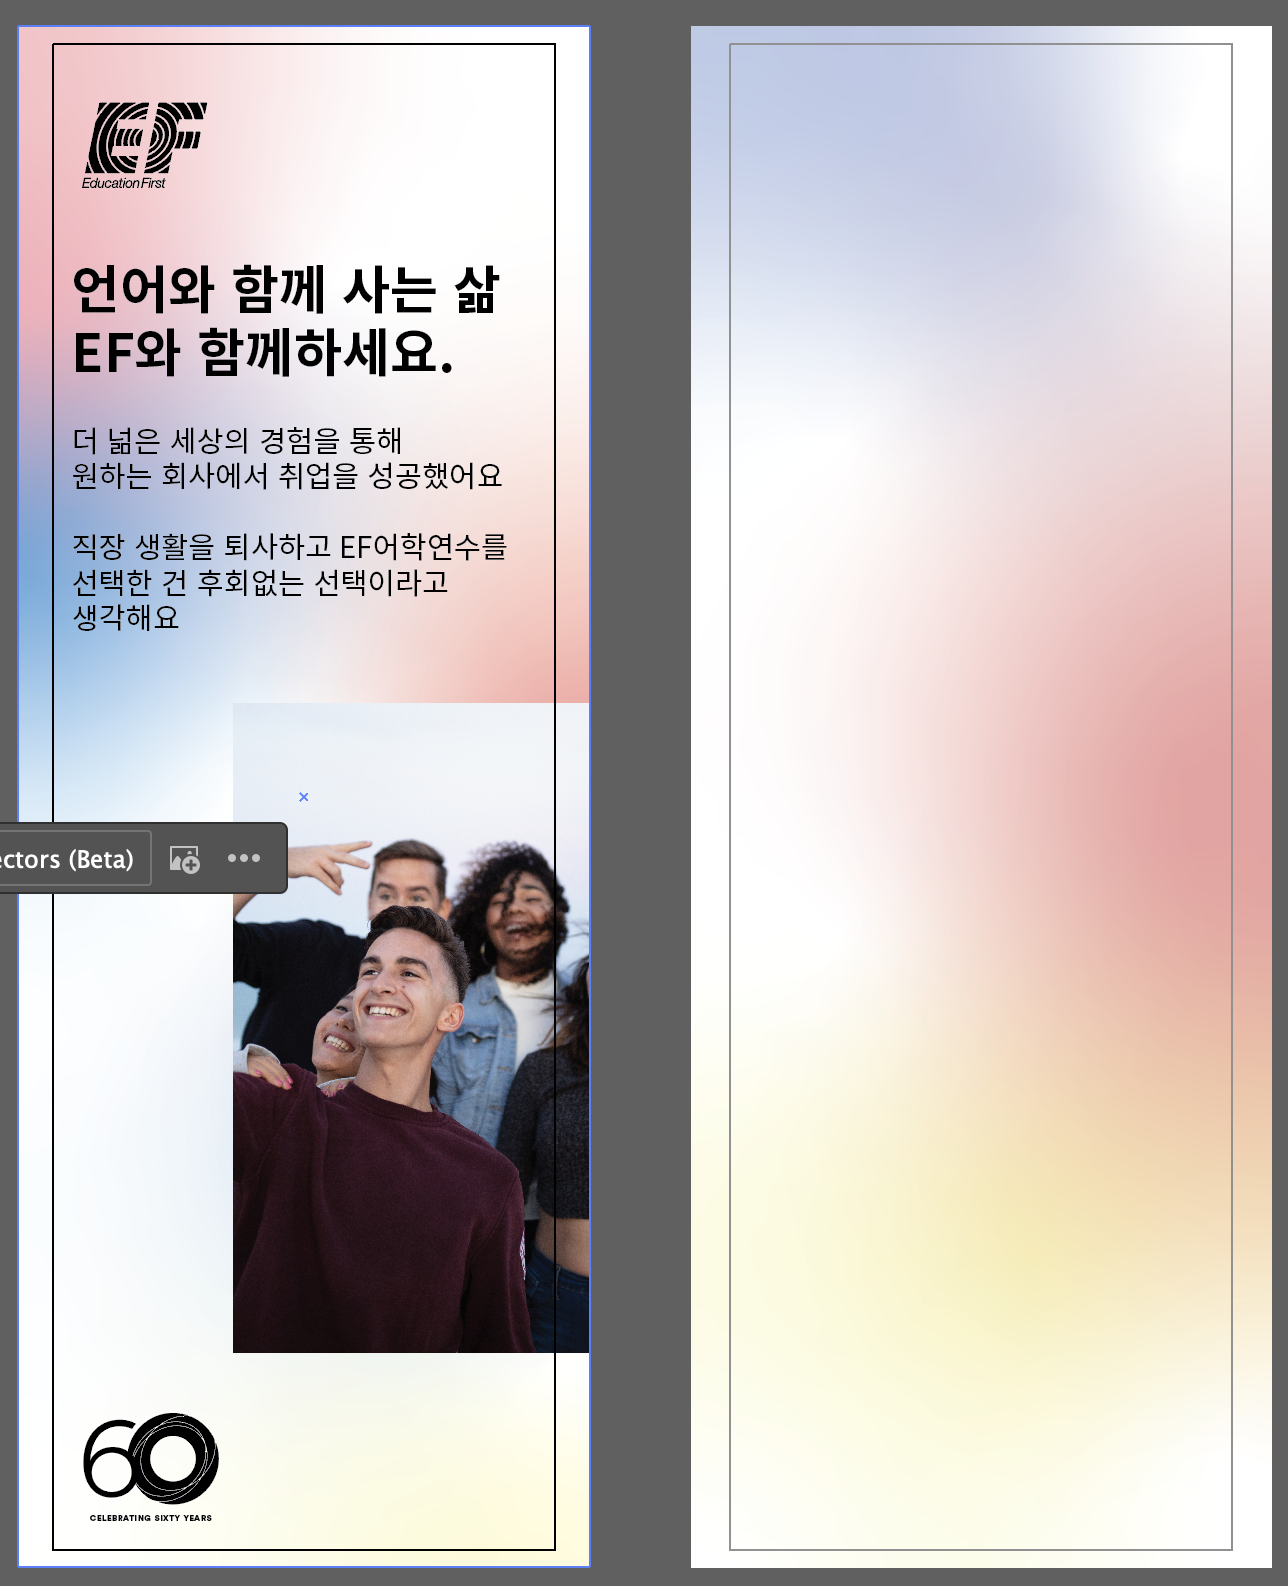 EF
Education First
언어와 함께 사는 삶
EF와 함께하세요.
더 넓은 세상의 경험을 통해
원하는 회사에서 취업을 성공했어요
직장 생활을 퇴사하고 EF어학연수를
선택한 건 후회없는 선택이라고
생각해요
ectors (Beta)
60
CELEBRATING SIXTY YEARS